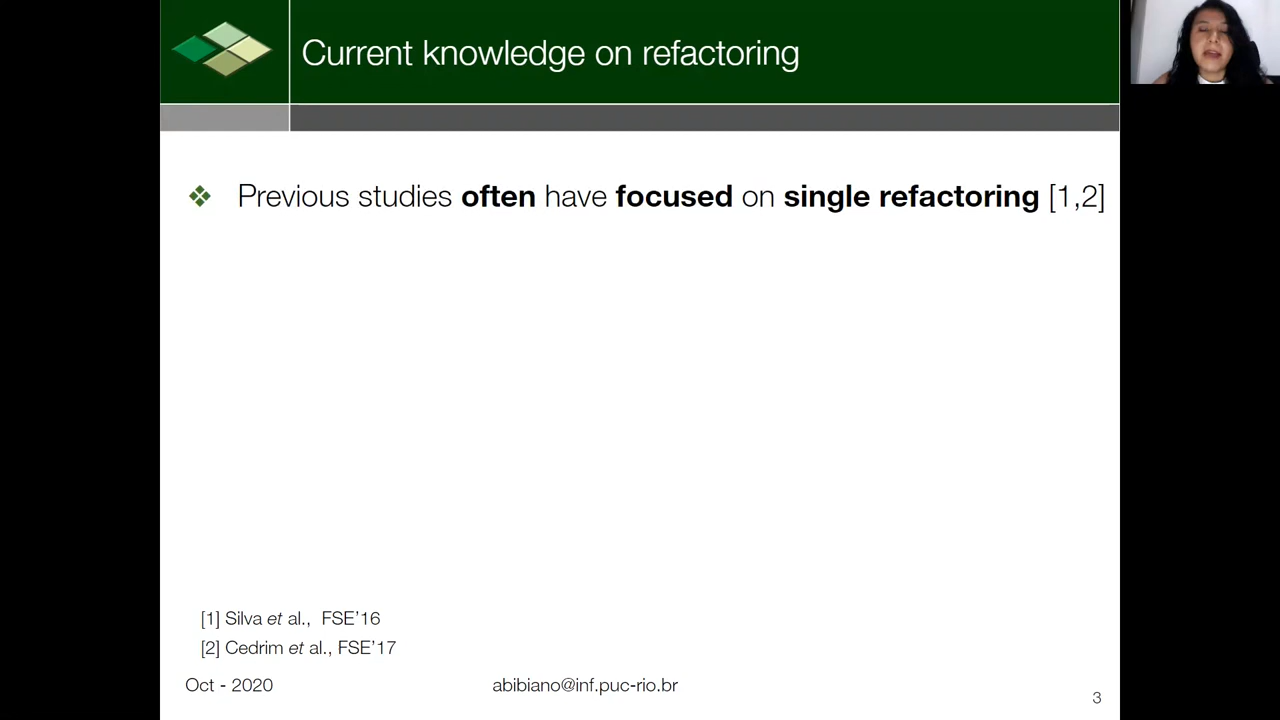 Current knowledge on refactoring
❖ Previous studies often have focused on single refactoring [1,2]
[1] Silva et al., FSE’16
[2] Cedrim et al., FSE’17
Oct - 2020
abibiano@inf.puc-rio.br
3